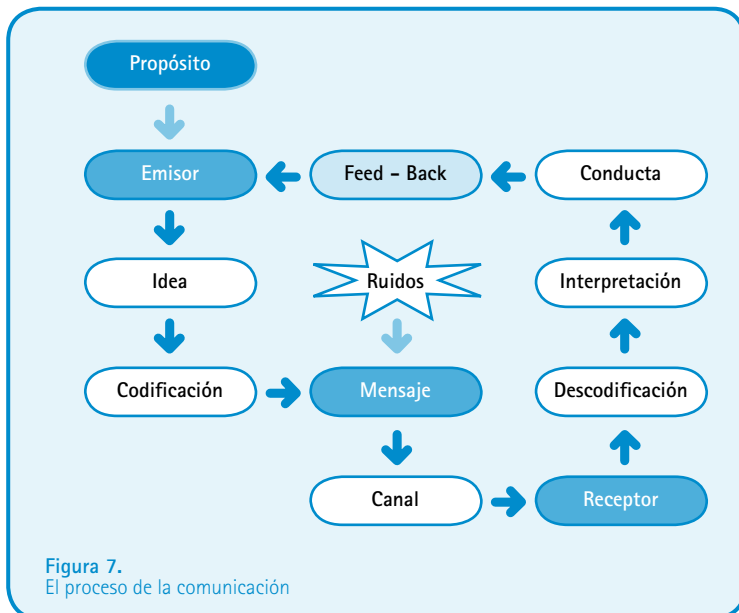 Propósito
Emisor
Feed - Back
Conducta
Idea
Ruidos
Interpretación
Codificación
Mensaje
Descodificación
Canal
Receptor
Figura 7.
El proceso de la comunicación